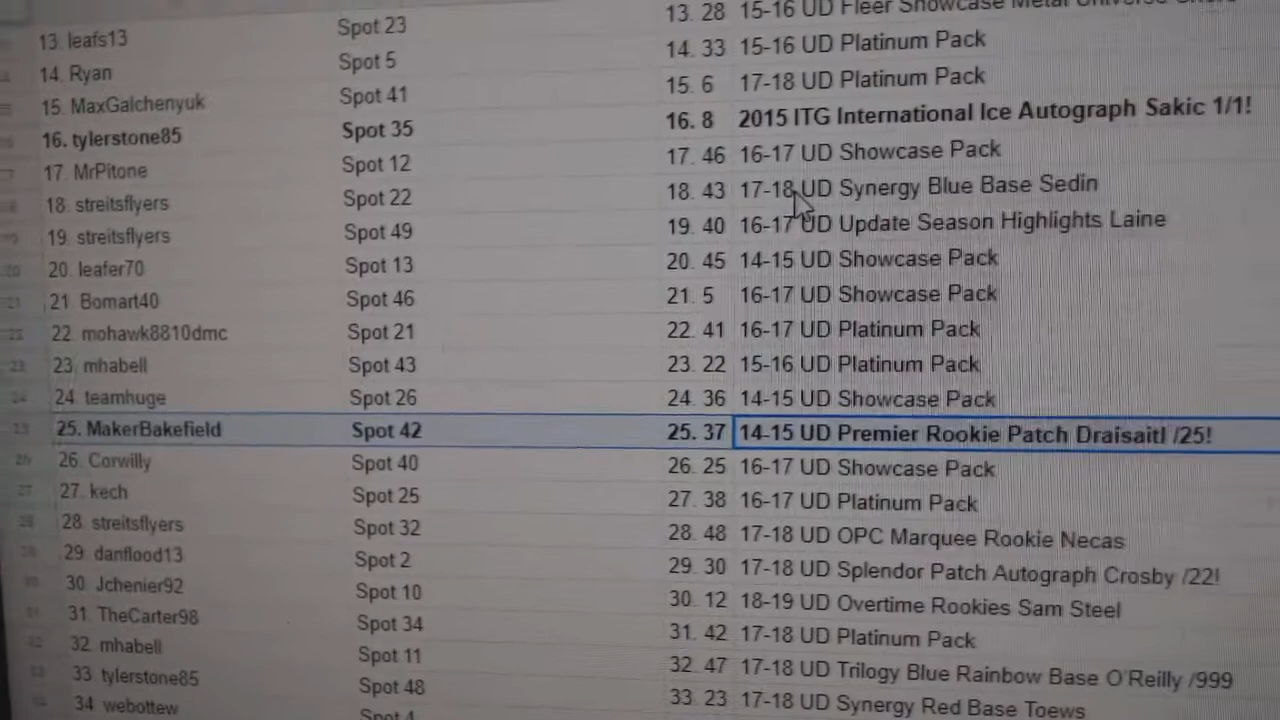 13. leafs13 Spot 23 13. 28 15-16 UD Fleer Showcase Metal Universe
14. Ryan Spot 5 14. 33 15-16 UD Platinum Pack
15. MaxGalchenyuk Spot 41 15. 6 17-18 UD Platinum Pack
16. tylerstone85 Spot 35 16. 8 2015 ITG International Ice Autograph Sakic 1/1!
17. MrPitone Spot 12 17. 46 16-17 UD Showcase Pack
18. streitsflyers Spot 22 18. 43 17-18 UD Synergy Blue Base Sedin
19. streitsflyers Spot 49 19. 40 16-17 UD Update Season Highlights Laine
20. leafer70 Spot 13 20. 45 14-15 UD Showcase Pack
21 Bomart40 Spot 46 21. 5 16-17 UD Showcase Pack
22. mohawk8810dmc Spot 21 22. 41 16-17 UD Platinum Pack
23. mhabell Spot 43 23. 22 15-16 UD Platinum Pack
24. teamhuge Spot 26 24. 36 14-15 UD Showcase Pack
25. MakerBakefield Spot 42 25. 37 14-15 UD Premier Rookie Patch Draisaitl /25!
26. Corwilly Spot 40 26. 25 16-17 UD Showcase Pack
27. kech Spot 25 27. 38 16-17 UD Platinum Pack
28. streitsflyers Spot 32 28. 48 17-18 UD OPC Marquee Rookie Necas
29. danflood13 Spot 2 29. 30 17-18 UD Splendor Patch Autograph Crosby /22!
30. Jchenier92 Spot 10 30. 12 18-19 UD Overtime Rookies Sam Steel
31. TheCarter98 Spot 34 31. 42 17-18 UD Platinum Pack
32. mhabell Spot 11 32. 47 17-18 UD Trilogy Blue Rainbow Base O'Reilly /999
33. tylerstone85 Spot 48 33. 23 17-18 UD Synergy Red Base Toews
34 webottew Spot 4